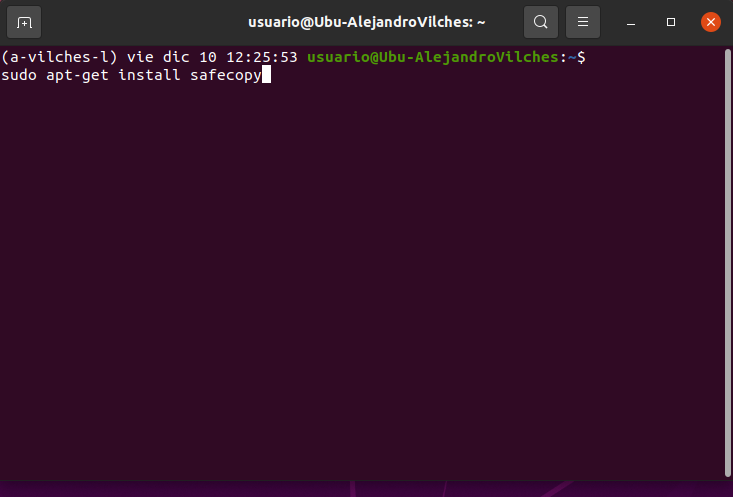 usuario@Ubu-AlejandroVilches: ~
(a-vilches-l) vie dic 10 12:25:53 usuario@Ubu-AlejandroVilches:~$
sudo apt-get install safecopy